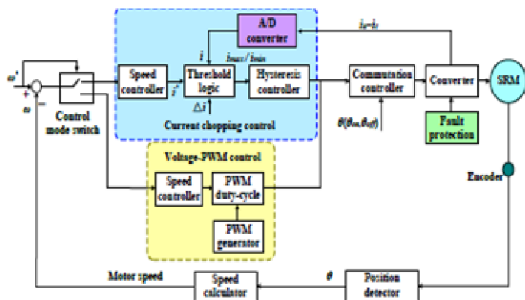 A/D
converter
ia~id
i
imax/imin
ω*
+
−
ω
Control
mode switch
Speed
controller
i*
Threshold
logic
Hysteresis
controller
△i
Current chopping control
Commutation
controller
Converter
SRM
θ(θon,θoff)
Fault
protection
Voltage-PWM control
Speed
controller
PWM
duty-cycle
PWM
generator
Encoder
Motor speed
Speed
calculator
θ
Position
detector